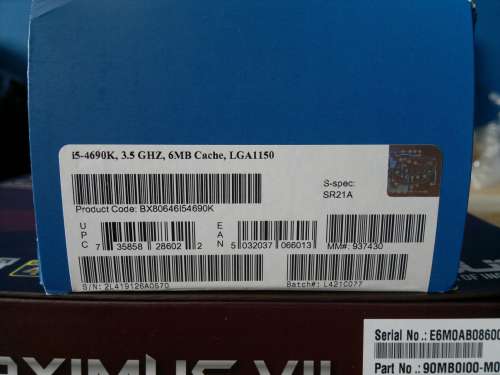 i5-4690K, 3.5 GHZ, 6MB Cache, LGA1150
S-spec:
SR21A
Product Code: BX80646I54690K
UPC
7 35858 28602 2
EAN
5 032037 066013
MM#: 937430
S/N: 2L419126A0570
Batch#: L421C077
Serial No.: E6M0AB0860
Part No.: 90MB0I00-M0